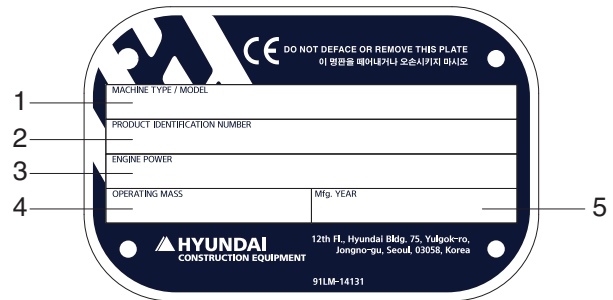 CE DO NOT DEFACE OR REMOVE THIS PLATE
이 명판을 떼어내거나 오손시키지 마시오
1 MACHINE TYPE / MODEL
2 PRODUCT IDENTIFICATION NUMBER
3 ENGINE POWER
4 OPERATING MASS Mfg. YEAR 5
HYUNDAI 12th Fl., Hyundai Bldg. 75, Yulgok-ro,
CONSTRUCTION EQUIPMENT Jongno-gu, Seoul, 03058, Korea
91LM-14131